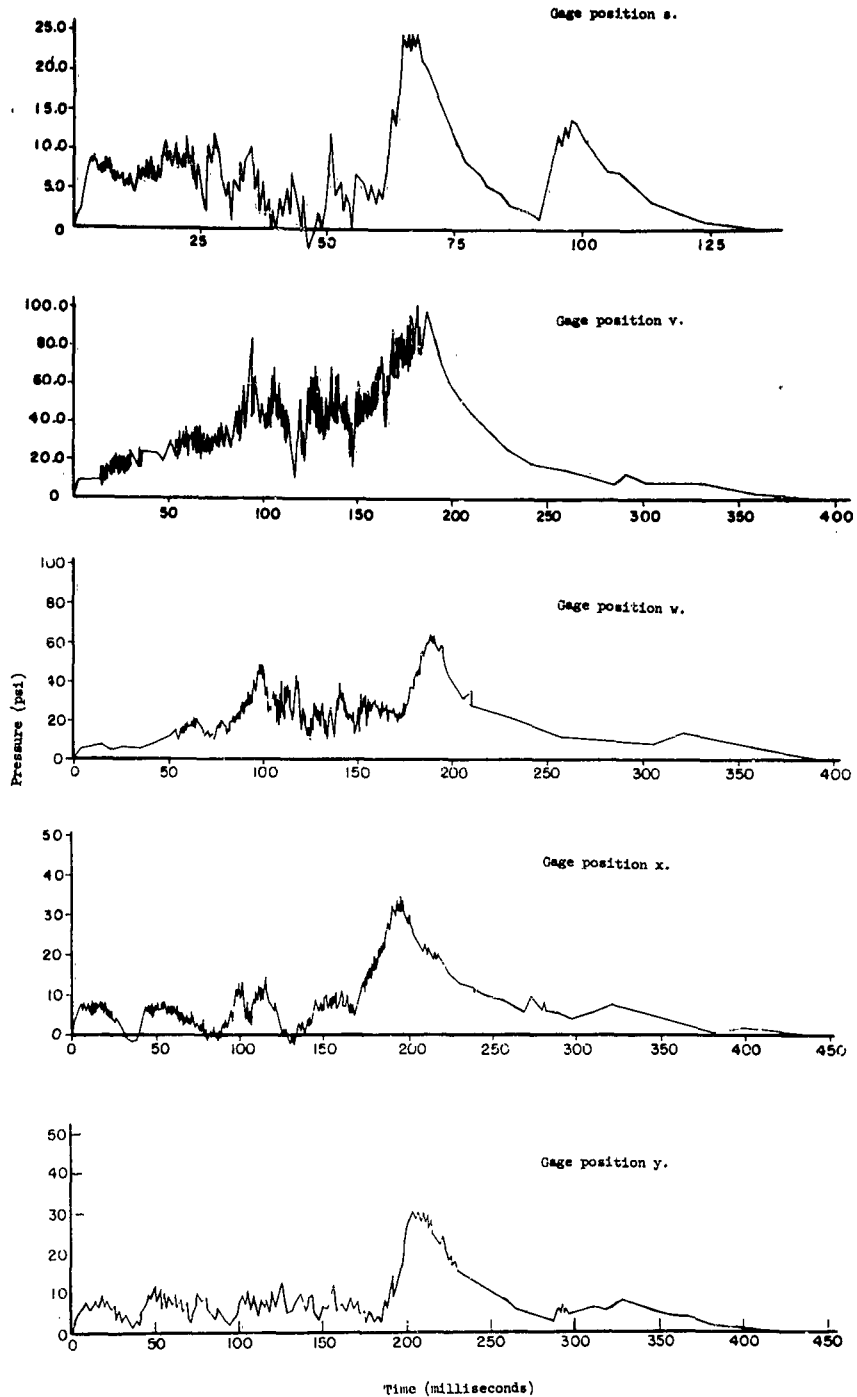 Gage position s.
25.0
20.0
15.0
10.0
5.0
0
25 50 75 100 125
Gage position v.
100.0
80.0
60.0
40.0
20.0
0
50 100 150 200 250 300 350 400
Gage position w.
100
80
60
40
20
0
0 50 100 150 200 250 300 350 400
Pressure (psi)
Gage position x.
50
40
30
20
10
0
0 50 100 150 200 250 300 350 400 450
Gage position y.
50
40
30
20
10
0
0 50 100 150 200 250 300 350 400 450
Time (milliseconds)